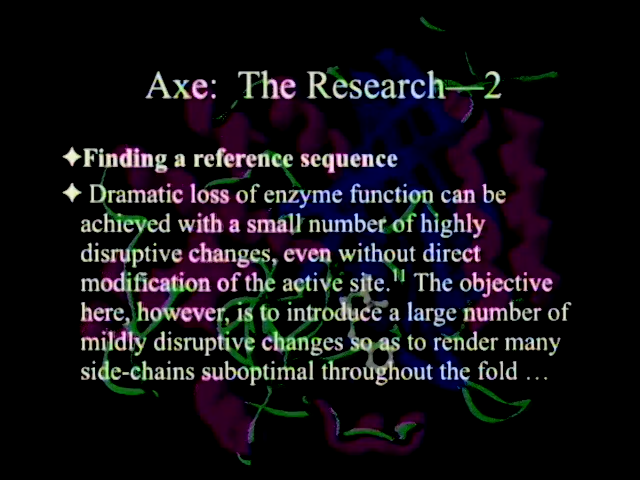 Axe: The Research—2
✦Finding a reference sequence
✦ Dramatic loss of enzyme function can be
achieved with a small number of highly
disruptive changes, even without direct
modification of the active site.¹¹ The objective
here, however, is to introduce a large number of
mildly disruptive changes so as to render many
side-chains suboptimal throughout the fold …